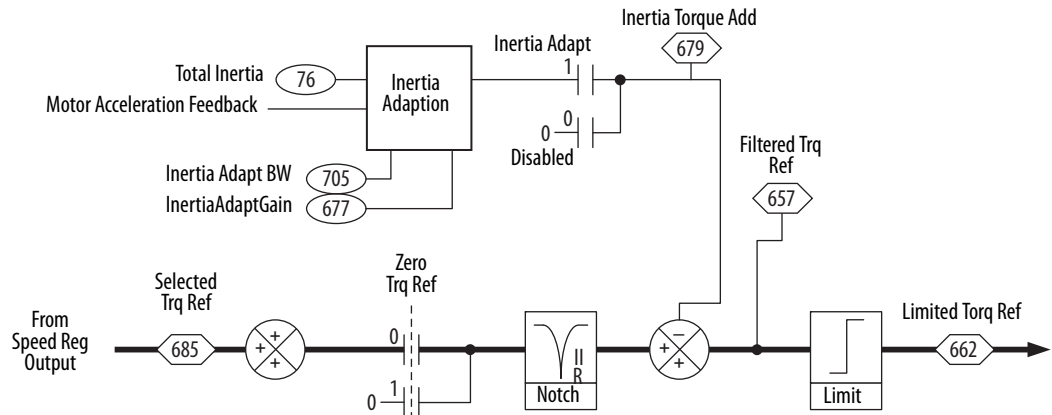 Inertia Torque Add
679
Inertia Adapt
1
Total Inertia
76
Inertia
Adaption
Motor Acceleration Feedback
0
0
Disabled
Filtered Trq
Ref
657
Inertia Adapt BW
705
InertiaAdaptGain
677
Zero
Trq Ref
Selected
Trq Ref
From
Speed Reg
Output
685
+
+
+
0
1
0
II
R
Notch
−
+
+
Limit
Limited Torq Ref
662